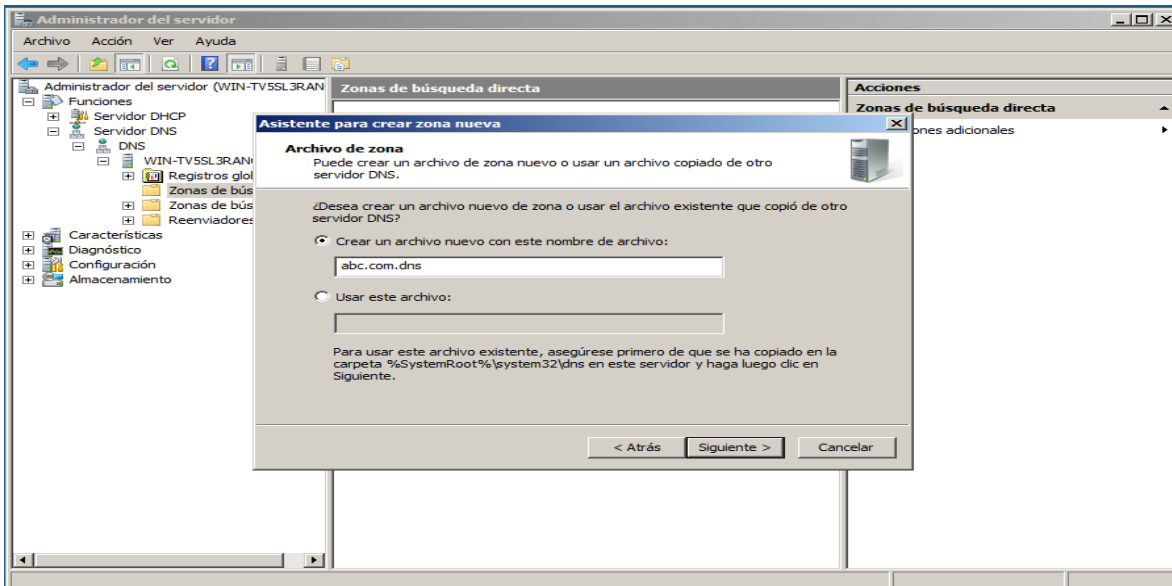 Administrador del servidor
Archivo Acción Ver Ayuda
Administrador del servidor (WIN-TV5SL3RAN
Funciones
Servidor DHCP
Servidor DNS
DNS
WIN-TV5SL3RAN
Registros glo
Zonas de bús
Zonas de bús
Reenviadores
Características
Diagnóstico
Configuración
Almacenamiento
Zonas de búsqueda directa
Asistente para crear zona nueva
Archivo de zona
Puede crear un archivo de zona nuevo o usar un archivo copiado de otro
servidor DNS.
¿Desea crear un archivo nuevo de zona o usar el archivo existente que copió de otro
servidor DNS?
Crear un archivo nuevo con este nombre de archivo:
abc.com.dns
Usar este archivo:
Para usar este archivo existente, asegúrese primero de que se ha copiado en la
carpeta %SystemRoot%\system32\dns en este servidor y haga luego clic en
Siguiente.
< Atrás Siguiente > Cancelar
Acciones
Zonas de búsqueda directa
ones adicionales